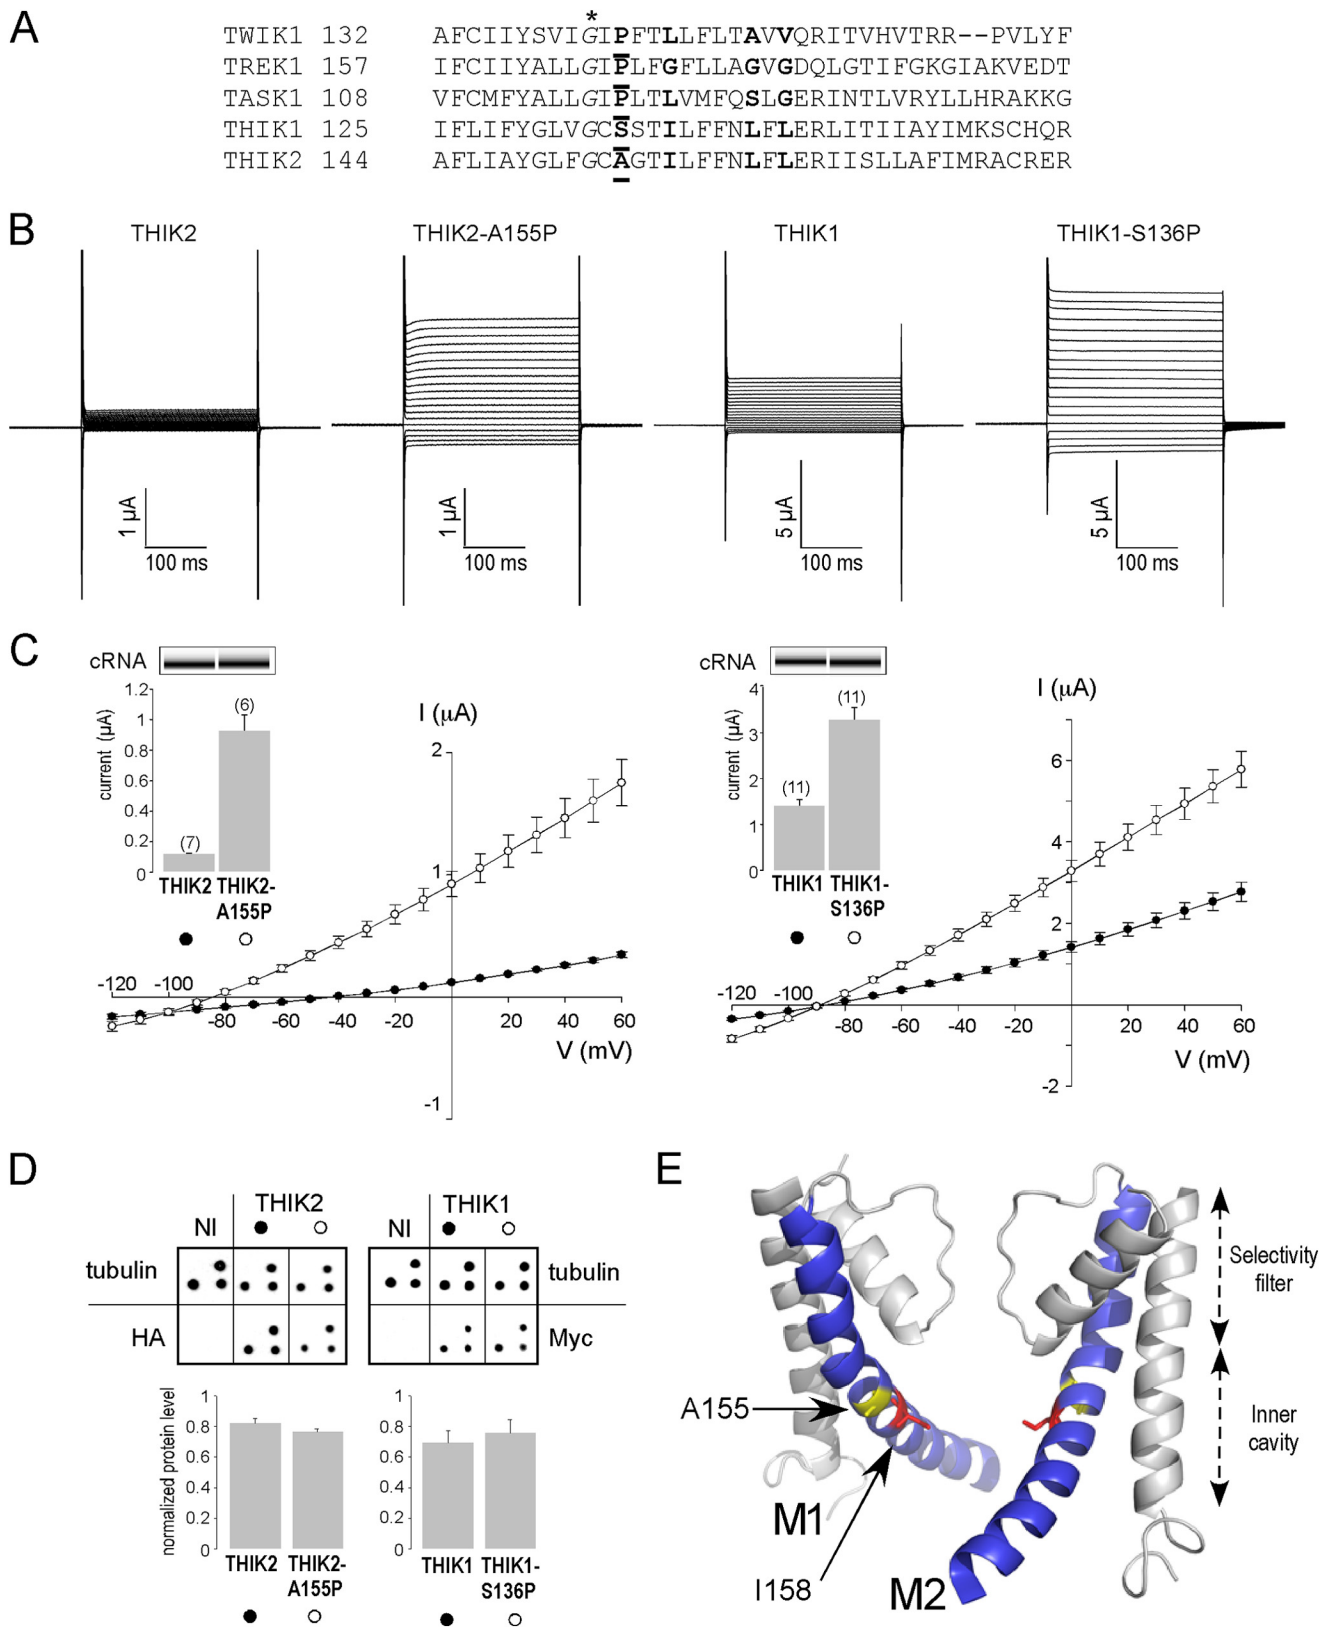 A
*
TWIK1 132 AFCIIYSVIGIPFTLLFLTAVVQRITVHVTRR--PVLYF
TREK1 157 IFCIIYALLGIPLFGFLLAGVGDQLGTIFGKGIAKVEDT
TASK1 108 VFCMFYALLGIPLTLVMFQSLGERINTLVRYLLHRAKKG
THIK1 125 IFLIFYGLVGCSSTILFFNLFLERLITIIAYIMKSCHQR
THIK2 144 AFLIAYGLFGCAGTILFFNLFLERIISLLAFIMRACRER
B
THIK2 THIK2-A155P THIK1 THIK1-S136P
1 µA 1 µA 5 µA 5 µA
100 ms 100 ms 100 ms 100 ms
C
cRNA
current (µA)
1.2
1
0.8
0.6
0.4
0.2
0
(7)
(6)
THIK2 THIK2-
A155P
I (µA)
2
1
-1
-120 -100
-80 -60 -40 -20 20 40 60
V (mV)
cRNA
current (µA)
4
3
2
1
0
(11)
(11)
THIK1 THIK1-
S136P
I (µA)
6
4
2
-2
-120 -100
-80 -60 -40 -20 20 40 60
V (mV)
D
THIK2 THIK1
NI NI
tubulin tubulin
HA Myc
normalized protein level
1
0.8
0.6
0.4
0.2
0
THIK2 THIK2-
A155P
1
0.8
0.6
0.4
0.2
0
THIK1 THIK1-
S136P
E
Selectivity
filter
A155
Inner
cavity
M1
I158
M2